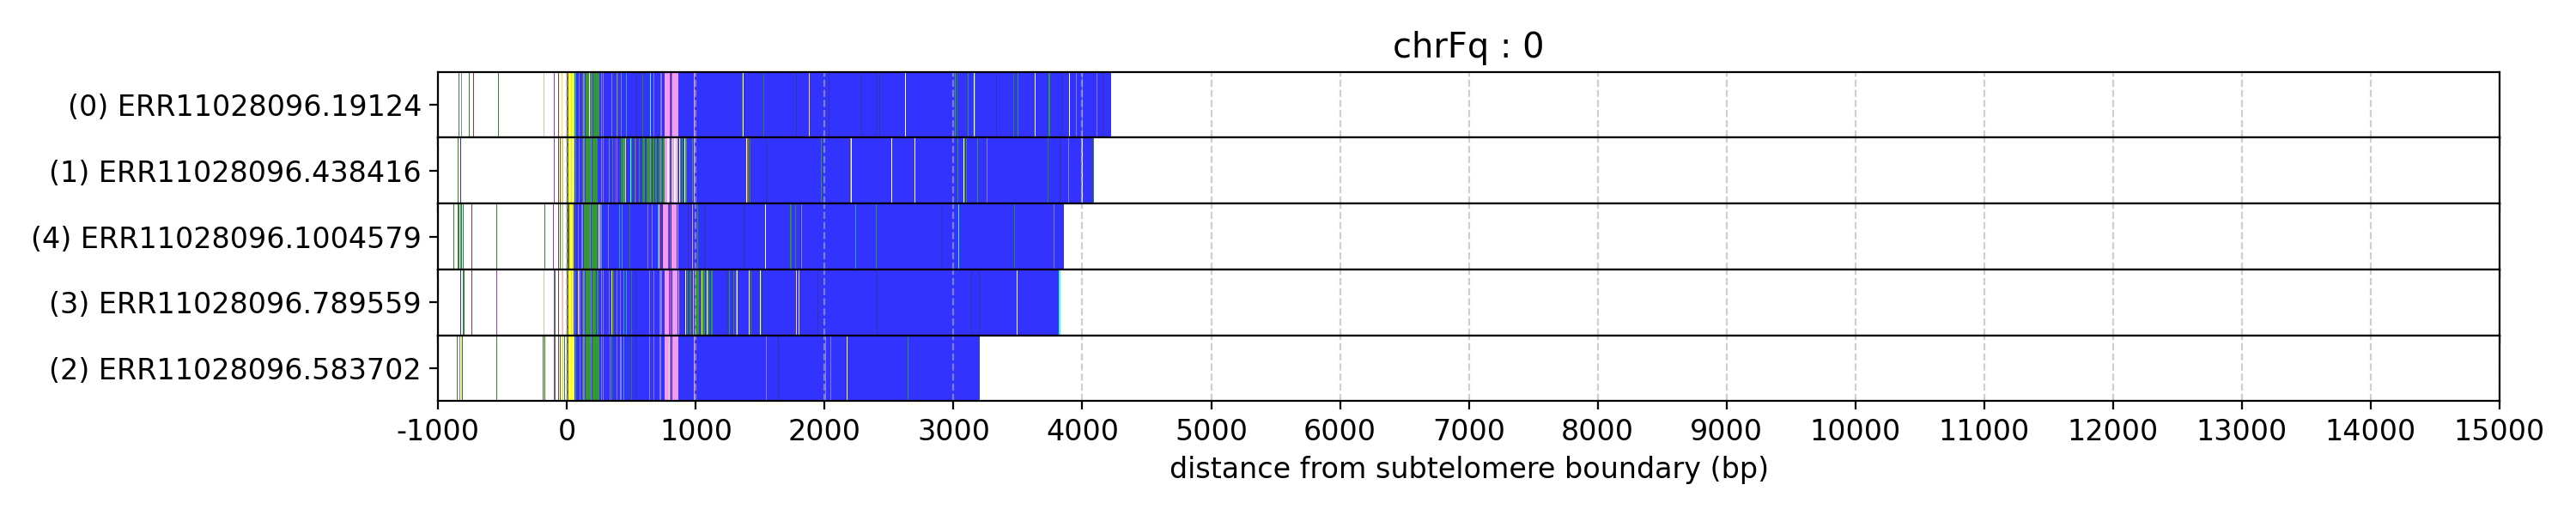 chrFq : 0
(0) ERR11028096.19124
(1) ERR11028096.438416
(4) ERR11028096.1004579
(3) ERR11028096.789559
(2) ERR11028096.583702
-1000 0 1000 2000 3000 4000 5000 6000 7000 8000 9000 10000 11000 12000 13000 14000 15000
distance from subtelomere boundary (bp)